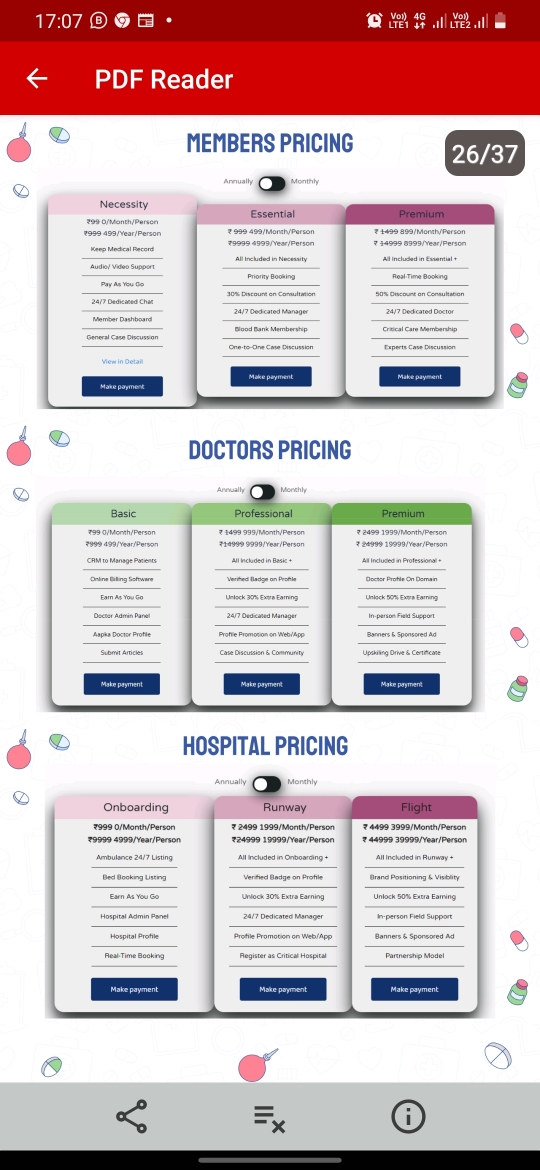 17:07
Vo)) LTE1 4G Vo)) LTE2
PDF Reader
26/37
MEMBERS PRICING
Annually Monthly
Necessity
₹99 0/Month/Person
₹999 499/Year/Person
Keep Medical Record
Audio/ Video Support
Pay As You Go
24/7 Dedicated Chat
Member Dashboard
General Case Discussion
View in Detail
Make payment
Essential
₹ 999 499/Month/Person
₹9999 4999/Year/Person
All Included in Necessity
Priority Booking
30% Discount on Consultation
24/7 Dedicated Manager
Blood Bank Membership
One-to-One Case Discussion
Make payment
Premium
₹ 1499 899/Month/Person
₹ 14999 8999/Year/Person
All Included in Essential +
Real-Time Booking
50% Discount on Consultation
24/7 Dedicated Doctor
Critical Care Membership
Experts Case Discussion
Make payment
DOCTORS PRICING
Annually Monthly
Basic
₹99 0/Month/Person
₹999 499/Year/Person
CRM to Manage Patients
Online Billing Software
Earn As You Go
Doctor Admin Panel
Aapka Doctor Profile
Submit Articles
Make payment
Professional
₹ 1499 999/Month/Person
₹14999 9999/Year/Person
All Included in Basic +
Verified Badge on Profile
Unlock 30% Extra Earning
24/7 Dedicated Manager
Profile Promotion on Web/App
Case Discussion & Community
Make payment
Premium
₹ 2499 1999/Month/Person
₹ 24999 19999/Year/Person
All Included in Professional +
Doctor Profile On Domain
Unlock 50% Extra Earning
In-person Field Support
Banners & Sponsored Ad
Upskiling Drive & Certificate
Make payment
HOSPITAL PRICING
Annually Monthly
Onboarding
₹999 0/Month/Person
₹9999 4999/Year/Person
Ambulance 24/7 Listing
Bed Booking Listing
Earn As You Go
Hospital Admin Panel
Hospital Profile
Real-Time Booking
Make payment
Runway
₹ 2499 1999/Month/Person
₹24999 19999/Year/Person
All Included in Onboarding +
Verified Badge on Profile
Unlock 30% Extra Earning
24/7 Dedicated Manager
Profile Promotion on Web/App
Register as Critical Hospital
Make payment
Flight
₹ 4499 3999/Month/Person
₹ 44999 39999/Year/Person
All Included in Runway +
Brand Positioning & Visiblity
Unlock 50% Extra Earning
In-person Field Support
Banners & Sponsored Ad
Partnership Model
Make payment